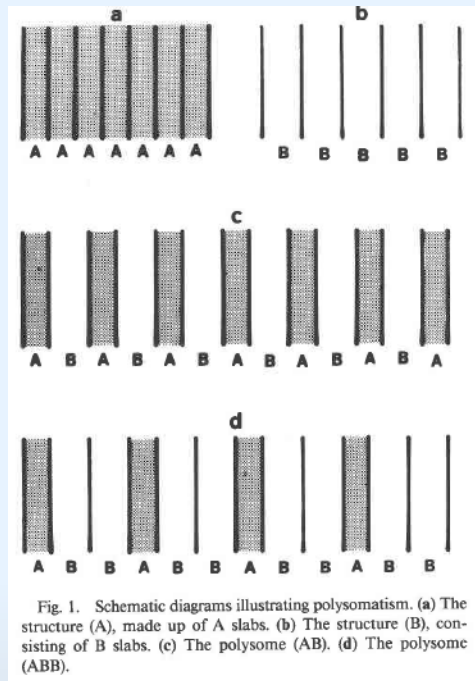 a
b
A A A A A A A
B B B B B
c
A B A B A B A B A B A B A
d
A B B A B B A B B A B B
Fig. 1. Schematic diagrams illustrating polysomatism. (a) The
structure (A), made up of A slabs. (b) The structure (B), con-
sisting of B slabs. (c) The polysome (AB). (d) The polysome
(ABB).